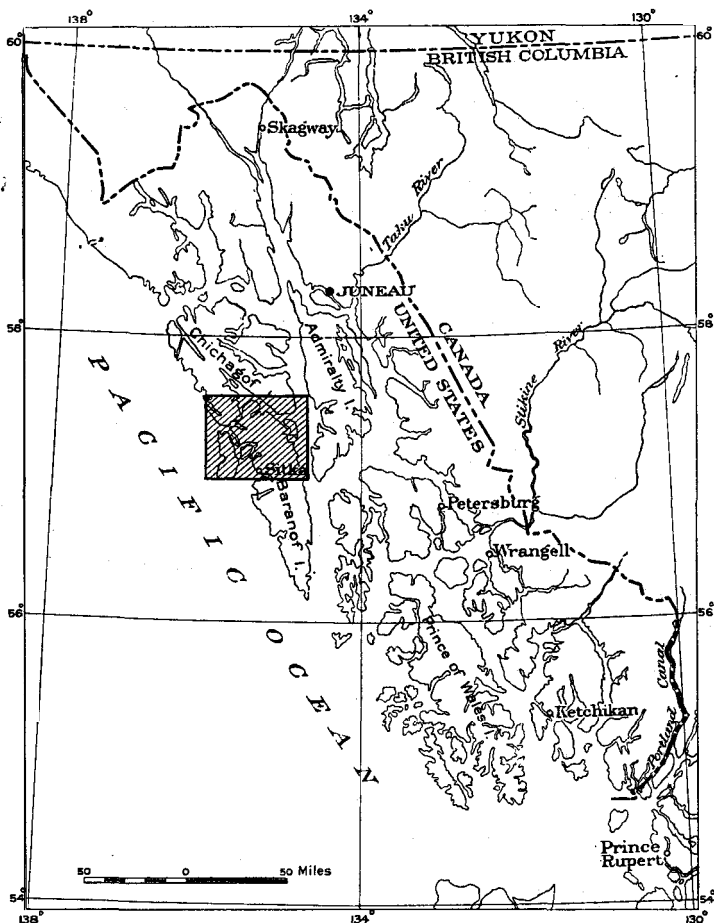 138°
134°
130°
60°
YUKON
60°
BRITISH COLUMBIA
Skagway
Taku River
JUNEAU
58°
CANADA
UNITED STATES
58°
Chichagof
Admiralty I.
Stikine River
PACIFIC OCEAN
Sitka
Baranof I.
Petersburg
Wrangell
56°
56°
Prince of Wales
Ketchikan
Portland Canal
Prince
Rupert
50 0 50 Miles
54°
54°
138°
134°
130°